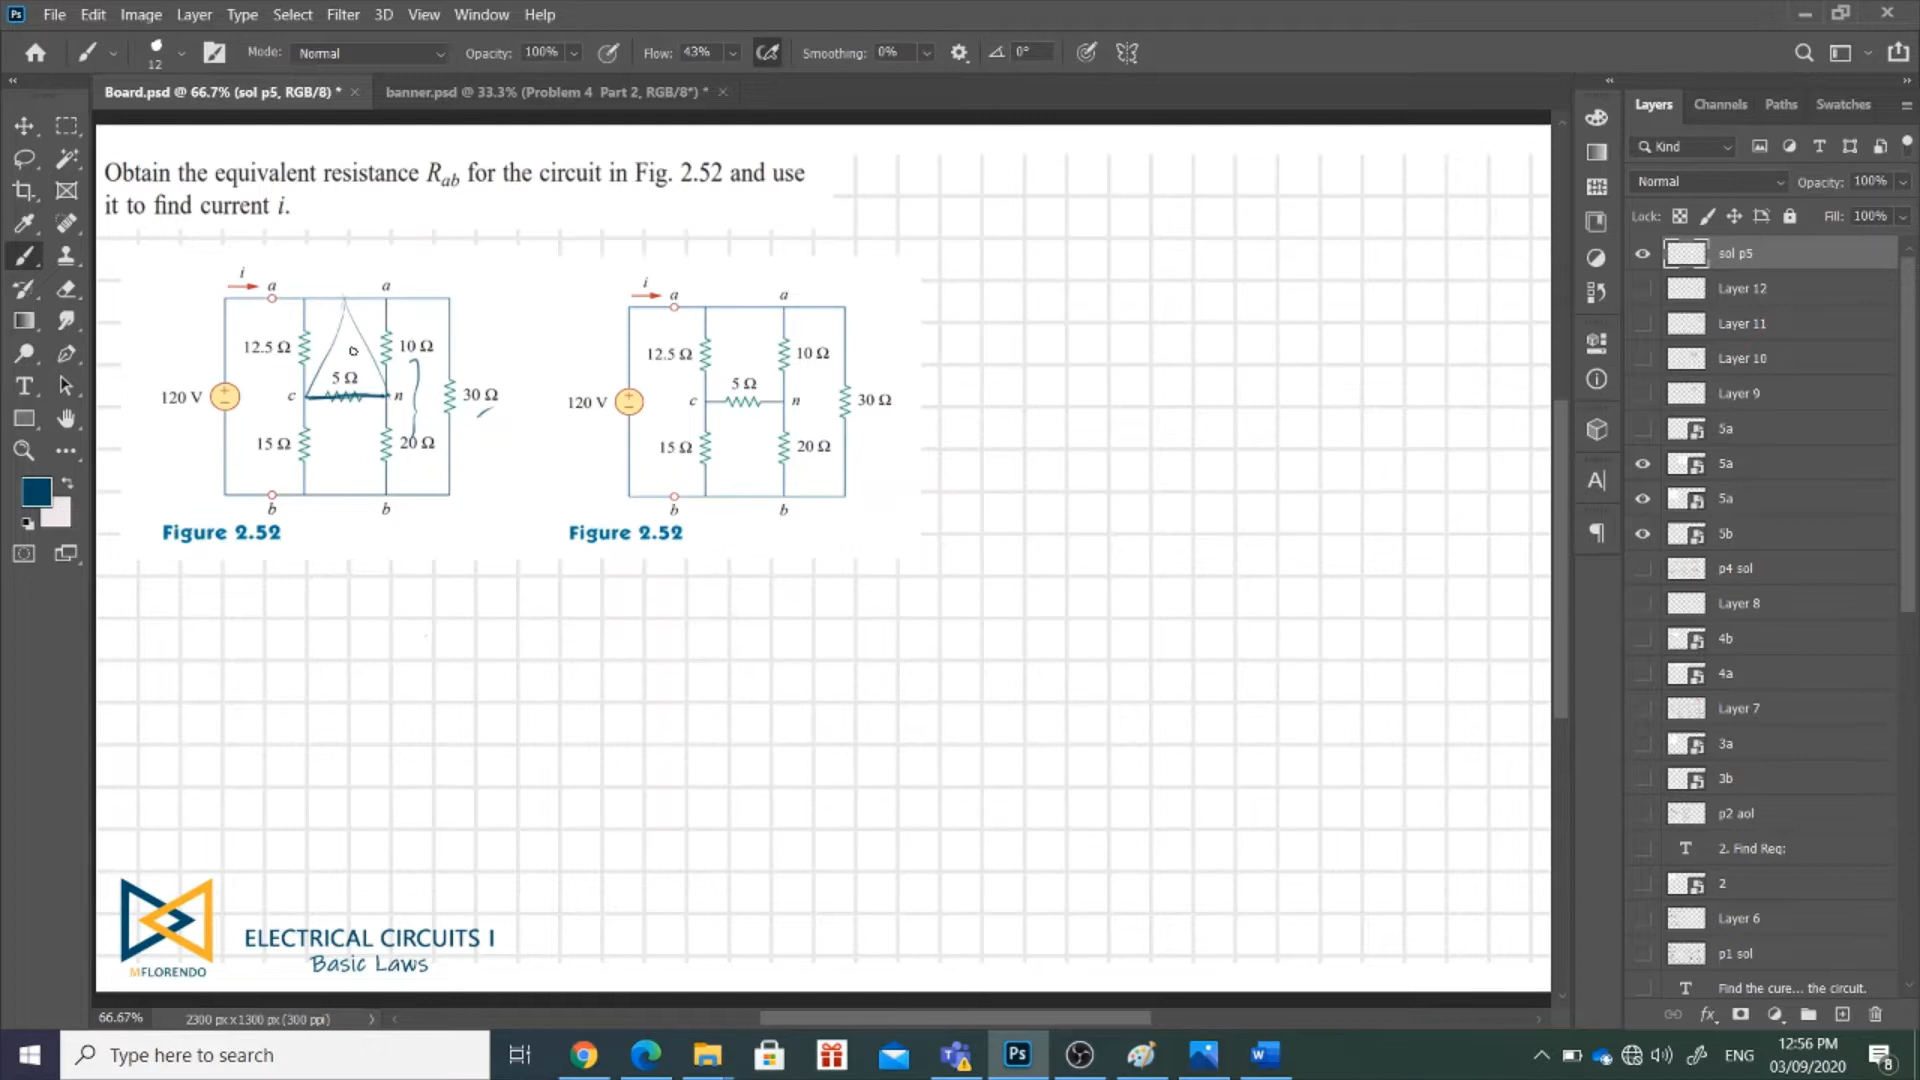 Ps File Edit Image Layer Type Select Filter 3D View Window Help
12 Mode: Normal Opacity: 100% Flow: 43% Smoothing: 0% 0°
Board.psd @ 66.7% (sol p5, RGB/8) * × banner.psd @ 33.3% (Problem 4 Part 2, RGB/8*) * ×
Obtain the equivalent resistance Rab for the circuit in Fig. 2.52 and use
it to find current i.
i
a
a
12.5 Ω
10 Ω
5 Ω
120 V
c
n
30 Ω
15 Ω
20 Ω
b
b
Figure 2.52
i
a
a
12.5 Ω
10 Ω
5 Ω
120 V
c
n
30 Ω
15 Ω
20 Ω
b
b
Figure 2.52
MFLORENDO
ELECTRICAL CIRCUITS I
Basic Laws
Layers Channels Paths Swatches
Kind
Normal Opacity: 100%
Lock: Fill: 100%
sol p5
Layer 12
Layer 11
Layer 10
Layer 9
5a
5a
5a
5b
p4 sol
Layer 8
4b
4a
Layer 7
3a
3b
p2 aol
2. Find Req:
2
Layer 6
p1 sol
Find the cure... the circuit.
66.67% 2300 px x 1300 px (300 ppi)
Type here to search
Ps
ENG
12:56 PM
03/09/2020
8